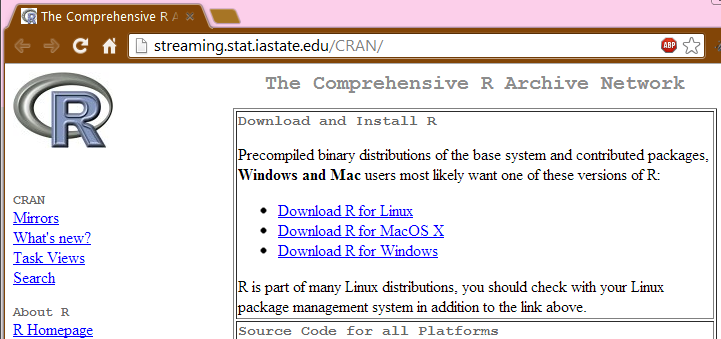 The Comprehensive R A
streaming.stat.iastate.edu/CRAN/
ABP
R
CRAN
Mirrors
What's new?
Task Views
Search
About R
R Homepage
The Comprehensive R Archive Network
Download and Install R
Precompiled binary distributions of the base system and contributed packages,
Windows and Mac users most likely want one of these versions of R:
Download R for Linux
Download R for MacOS X
Download R for Windows
R is part of many Linux distributions, you should check with your Linux
package management system in addition to the link above.
Source Code for all Platforms